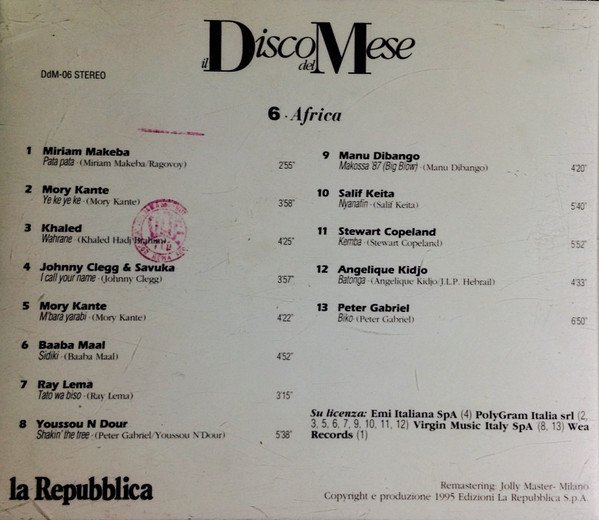 il Disco del Mese
DdM-06 STEREO
6 · Africa
1 Miriam Makeba
Pata pata · (Miriam Makeba/Ragovoy) 2'55"
2 Mory Kante
Ye ke ye ke · (Mory Kante) 3'58"
3 Khaled
Wahrane · (Khaled Hadj Brahim) 4'25"
4 Johnny Clegg & Savuka
I call your name · (Johnny Clegg) 3'57"
5 Mory Kante
M'bara yarabi · (Mory Kante) 4'22"
6 Baaba Maal
Sidiki · (Baaba Maal) 4'52"
7 Ray Lema
Tato wa biso · (Ray Lema) 3'15"
8 Youssou N Dour
Shakin' the tree · (Peter Gabriel/Youssou N'Dour) 5'38"
9 Manu Dibango
Makossa '87 (Big Blow) · (Manu Dibango) 4'20"
10 Salif Keita
Nyanafin · (Salif Keita) 5'40"
11 Stewart Copeland
Kemba · (Stewart Copeland) 5'52"
12 Angelique Kidjo
Batonga · (Angelique Kidjo/J.L.P. Hebrail) 4'33"
13 Peter Gabriel
Biko · (Peter Gabriel) 6'50"
Su licenza: Emi Italiana SpA (4) PolyGram Italia srl (2,
3, 5, 6, 7, 9, 10, 11, 12) Virgin Music Italy SpA (8, 13) Wea
Records (1)
la Repubblica
Remastering: Jolly Master- Milano
Copyright e produzione 1995 Edizioni La Repubblica S.p.A.